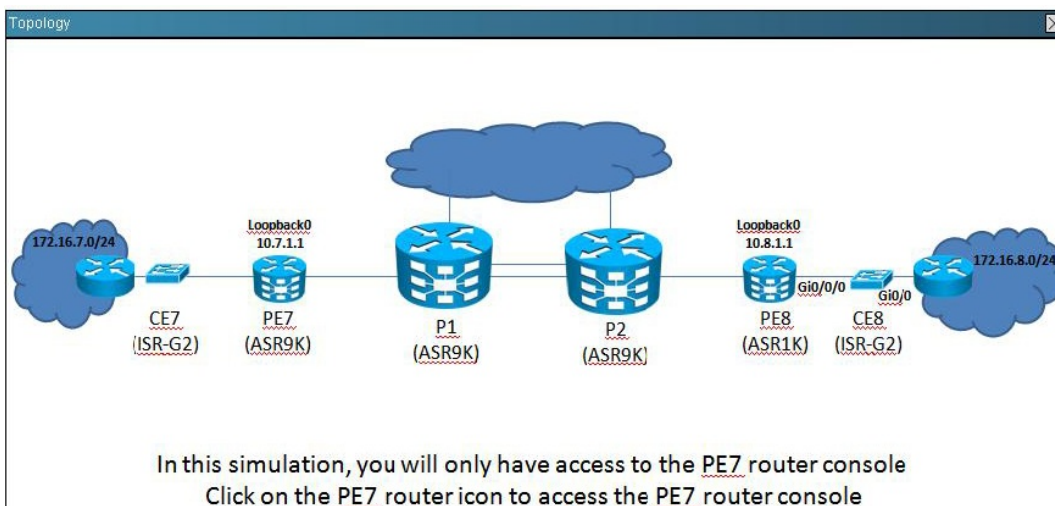 Topology
Loopback0
10.7.1.1
Loopback0
10.8.1.1
172.16.7.0/24
172.16.8.0/24
Gi0/0/0
Gi0/0
CE7
(ISR-G2)
PE7
(ASR9K)
P1
(ASR9K)
P2
(ASR9K)
PE8
(ASR1K)
CE8
(ISR-G2)
In this simulation, you will only have access to the PE7 router console
Click on the PE7 router icon to access the PE7 router console